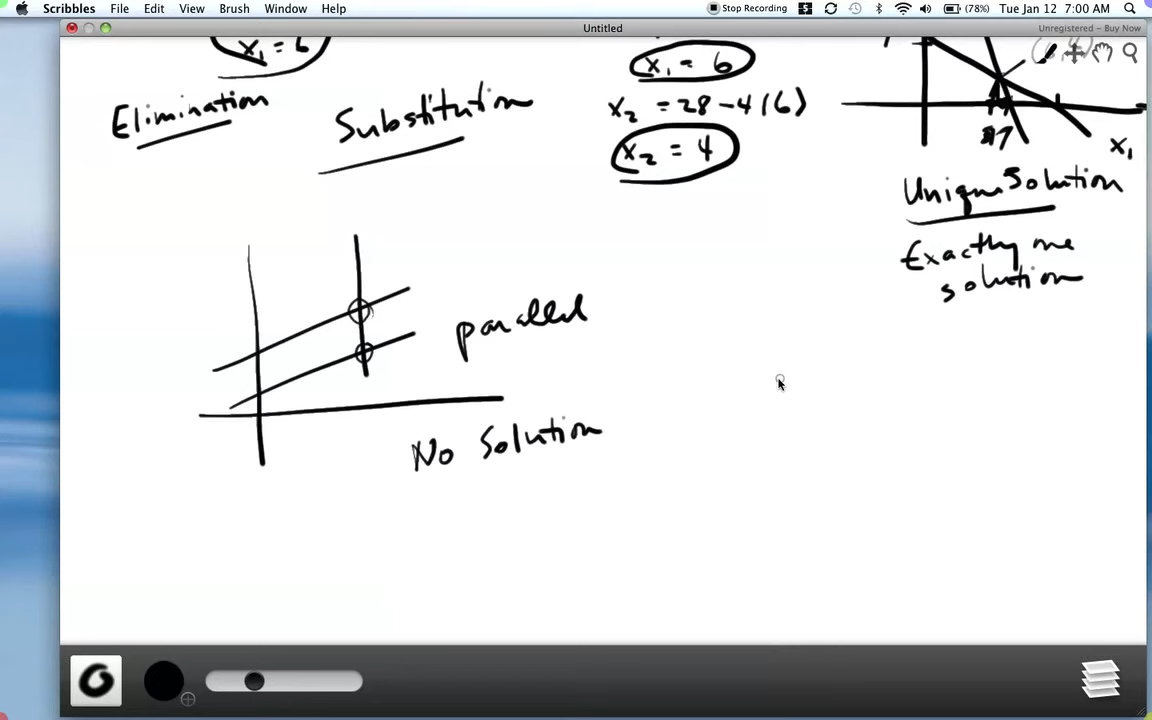 Scribbles File Edit View Brush Window Help Stop Recording (78%) Tue Jan 12 7:00 AM
Untitled
Unregistered – Buy Now
x₁ = 6
Elimination
Substitution
x₁ = 6
x₂ = 28 - 4 (6)
x₂ = 4
x₁
Unique Solution
Exactly one
solution
parallel
No Solution